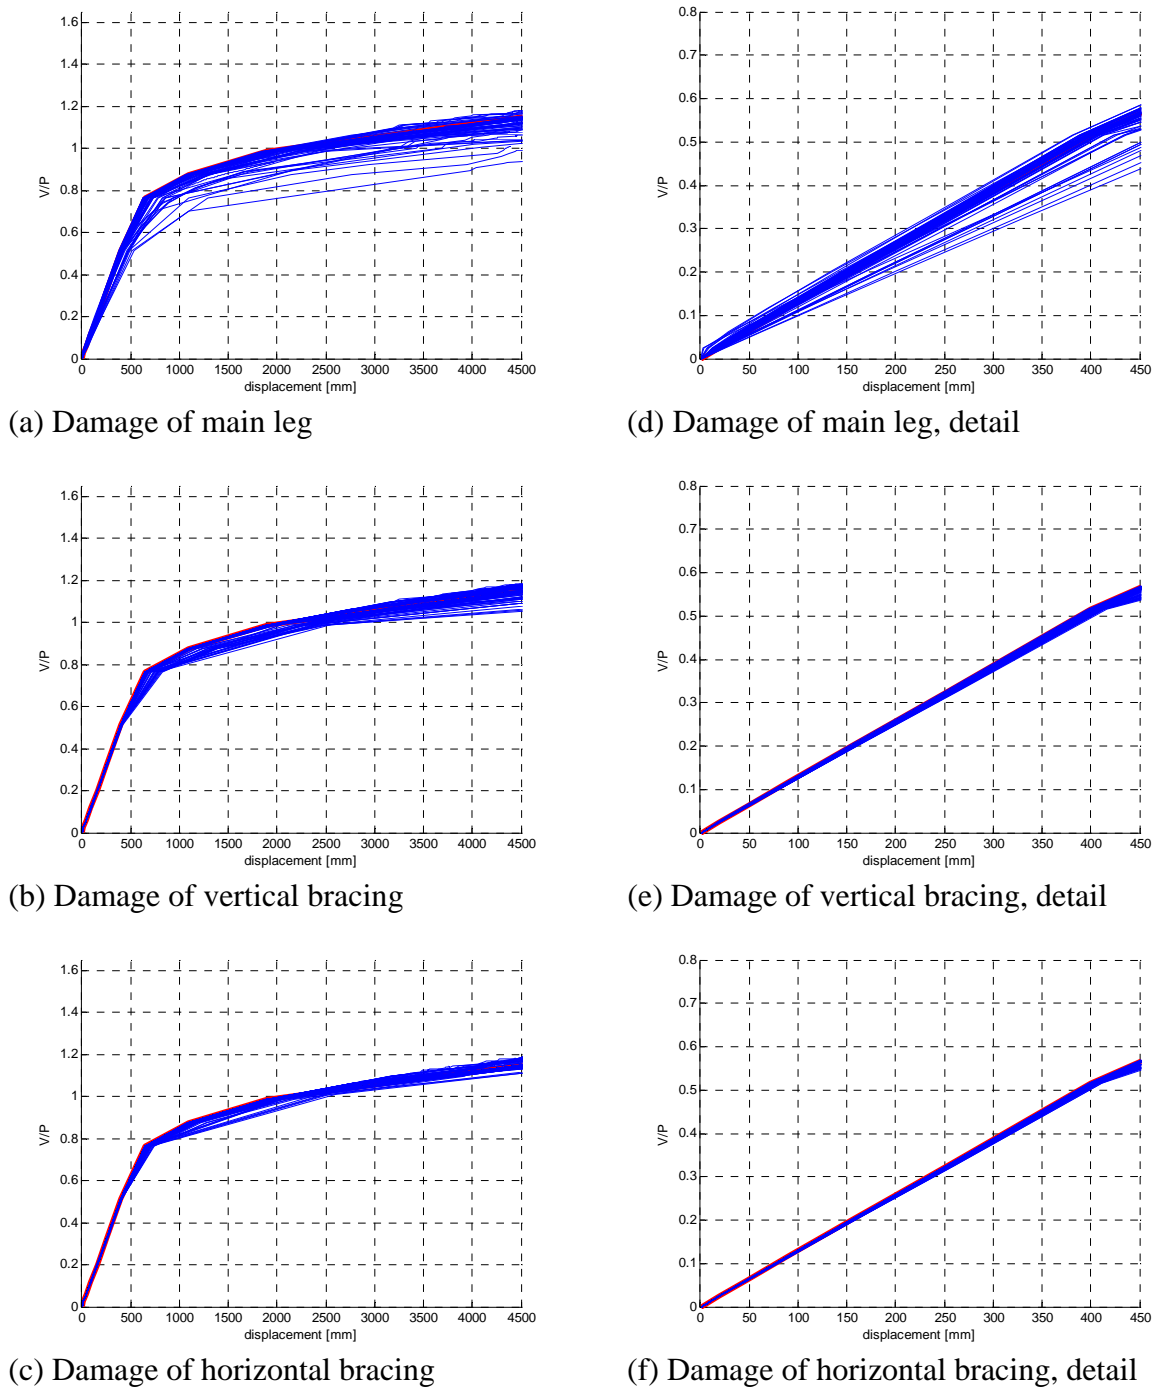 1.6
1.4
1.2
1
0.8
0.6
0.4
0.2
0
V/P
0 500 1000 1500 2000 2500 3000 3500 4000 4500
displacement [mm]
(a) Damage of main leg
0.8
0.7
0.6
0.5
0.4
0.3
0.2
0.1
0
V/P
0 50 100 150 200 250 300 350 400 450
displacement [mm]
(d) Damage of main leg, detail
1.6
1.4
1.2
1
0.8
0.6
0.4
0.2
0
V/P
0 500 1000 1500 2000 2500 3000 3500 4000 4500
displacement [mm]
(b) Damage of vertical bracing
0.8
0.7
0.6
0.5
0.4
0.3
0.2
0.1
0
V/P
0 50 100 150 200 250 300 350 400 450
displacement [mm]
(e) Damage of vertical bracing, detail
1.6
1.4
1.2
1
0.8
0.6
0.4
0.2
0
V/P
0 500 1000 1500 2000 2500 3000 3500 4000 4500
displacement [mm]
(c) Damage of horizontal bracing
0.8
0.7
0.6
0.5
0.4
0.3
0.2
0.1
0
V/P
0 50 100 150 200 250 300 350 400 450
displacement [mm]
(f) Damage of horizontal bracing, detail